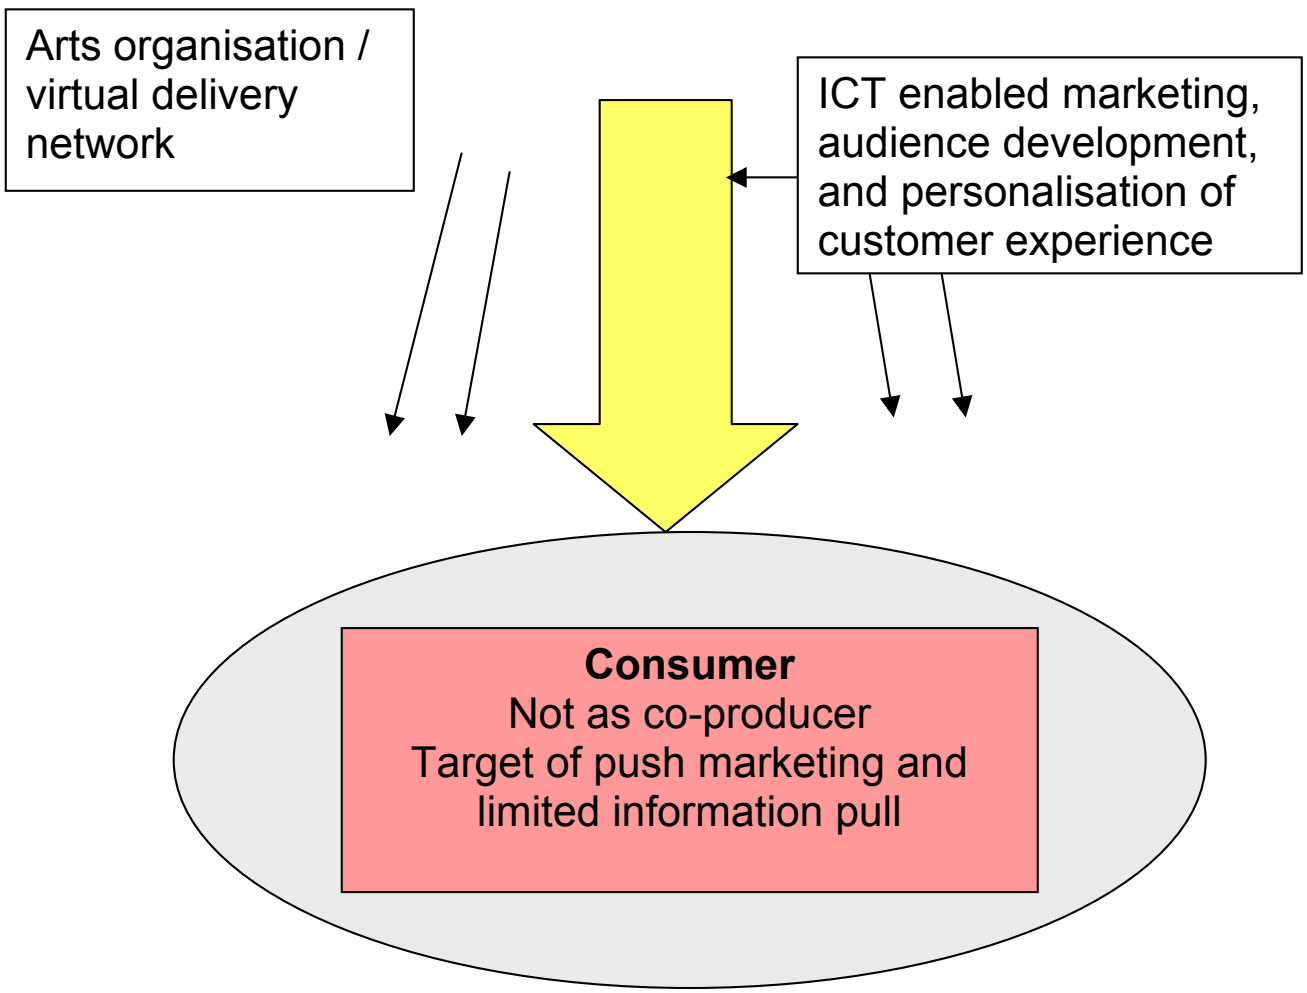 Arts organisation /
virtual delivery
network
ICT enabled marketing,
audience development,
and personalisation of
customer experience
Consumer
Not as co-producer
Target of push marketing and
limited information pull